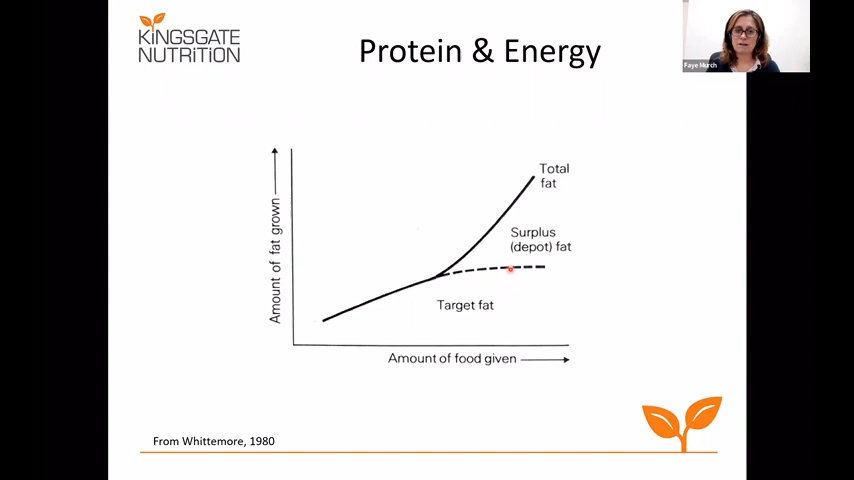 KiNGSGATE
NUTRiTiON
Protein & Energy
Faye Murch
Total
fat
Surplus
(depot) fat
Target fat
Amount of fat grown
Amount of food given
From Whittemore, 1980